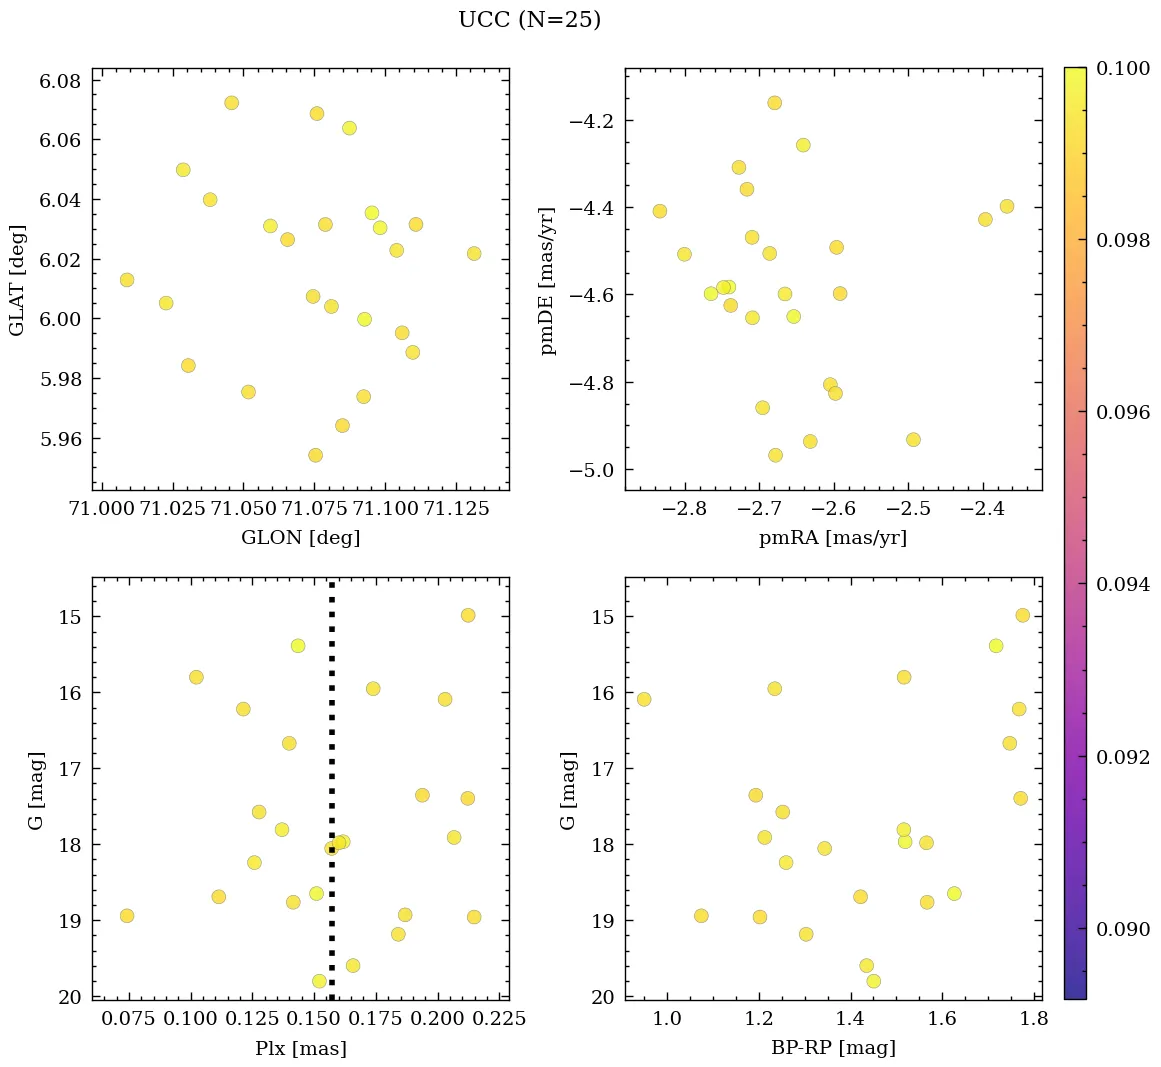 UCC (N=25)
6.08
6.06
6.04
6.02
6.00
5.98
5.96
GLAT [deg]
71.000 71.025 71.050 71.075 71.100 71.125
GLON [deg]
−4.2
−4.4
−4.6
−4.8
−5.0
pmDE [mas/yr]
−2.8 −2.7 −2.6 −2.5 −2.4
pmRA [mas/yr]
15
16
17
18
19
20
G [mag]
0.075 0.100 0.125 0.150 0.175 0.200 0.225
Plx [mas]
15
16
17
18
19
20
G [mag]
1.0 1.2 1.4 1.6 1.8
BP-RP [mag]
0.100
0.098
0.096
0.094
0.092
0.090